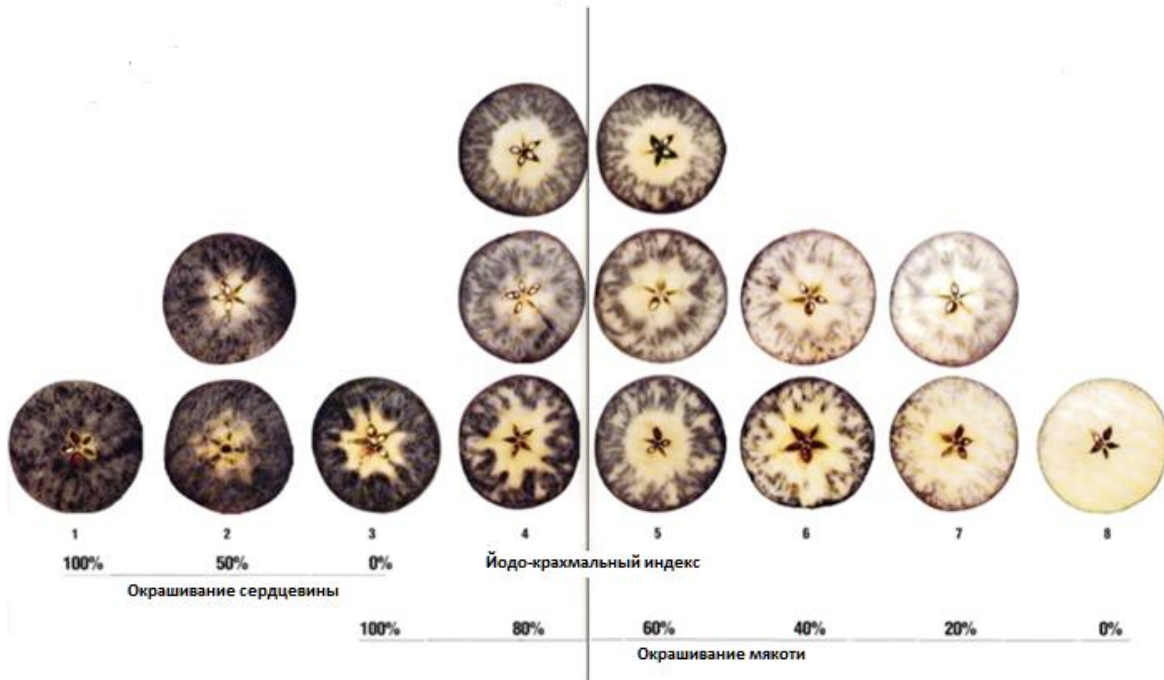 1 2 3 4 5 6 7 8
100% 50% 0% Йодо-крахмальный индекс
Окрашивание сердцевины
100% 80% 60% 40% 20% 0%
Окрашивание мякоти